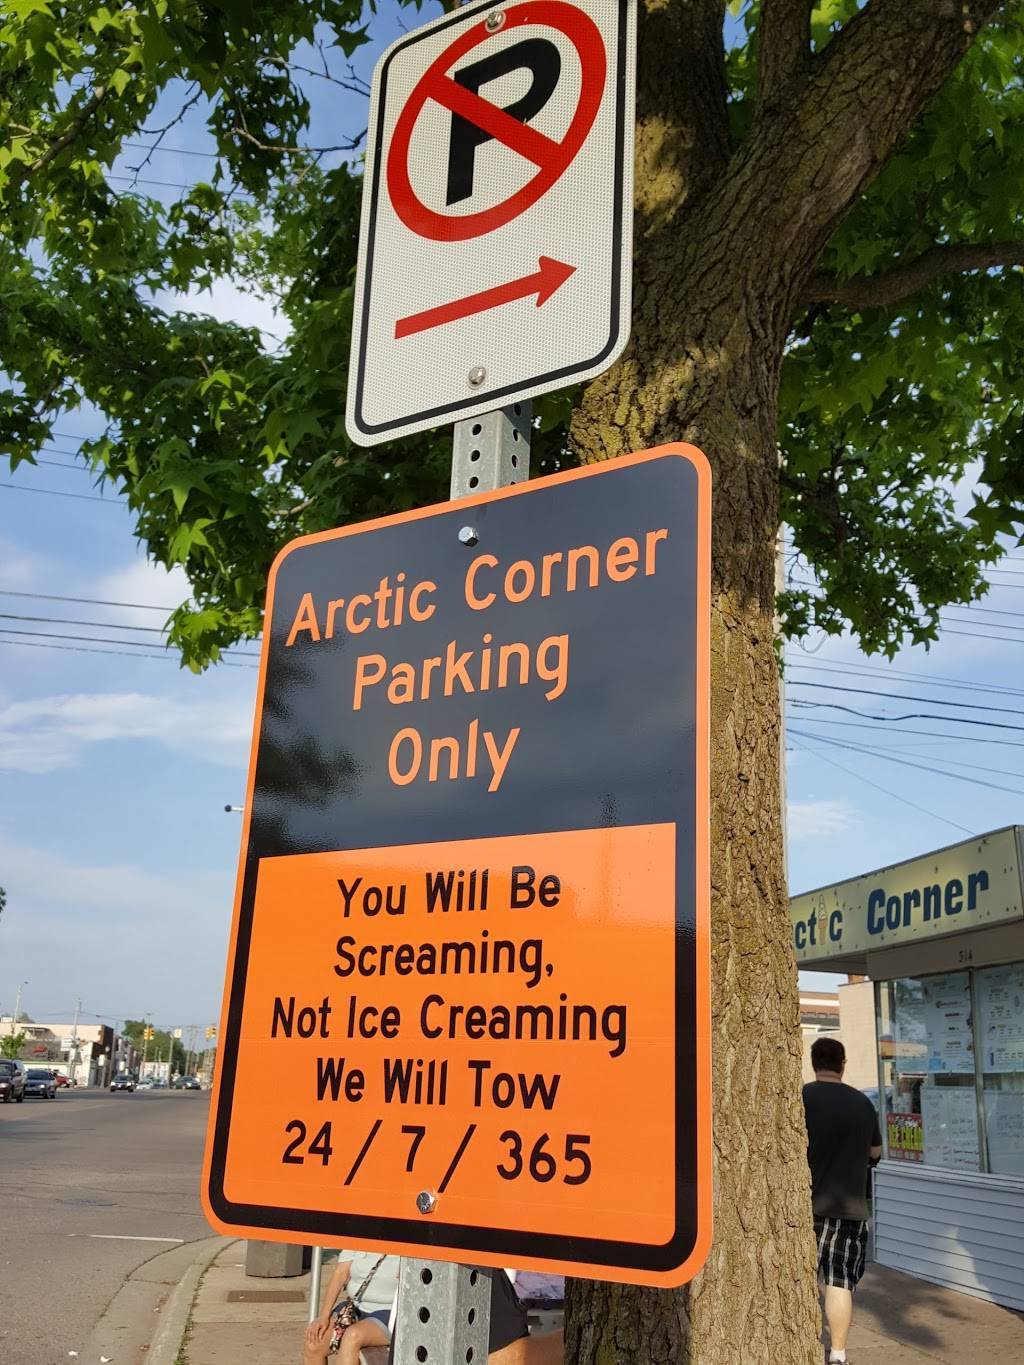 P
Arctic Corner
Parking
Only
You Will Be
Screaming,
Not Ice Creaming
We Will Tow
24 / 7 / 365
ctic Corner
314